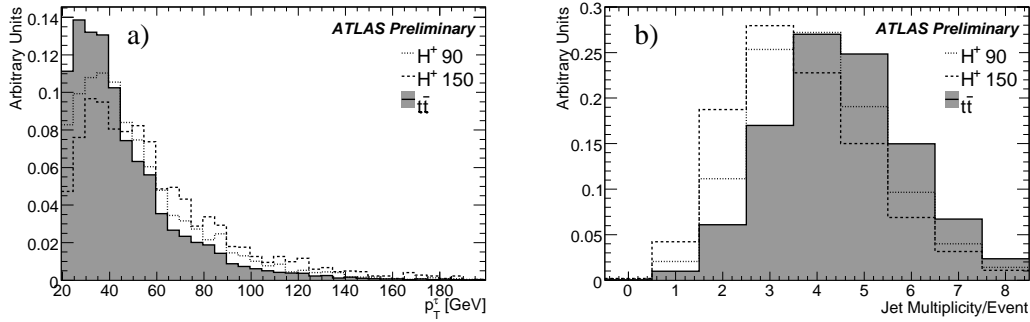 Arbitrary Units
0.14
0.12
0.1
0.08
0.06
0.04
0.02
0
20 40 60 80 100 120 140 160 180
p_T^τ [GeV]
a)
ATLAS Preliminary
H⁺ 90
H⁺ 150
tt̄
Arbitrary Units
0.3
0.25
0.2
0.15
0.1
0.05
0
0 1 2 3 4 5 6 7 8
Jet Multiplicity/Event
b)
ATLAS Preliminary
H⁺ 90
H⁺ 150
tt̄